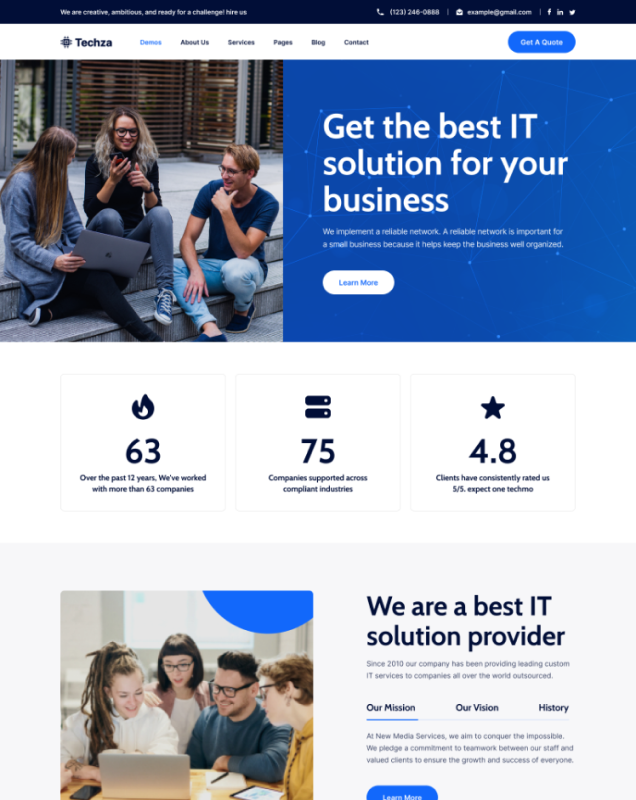 We are creative, ambitious, and ready for a challenge! hire us
(123) 246-0888
example@gmail.com
Techza
Demos
About Us
Services
Pages
Blog
Contact
Get A Quote
Get the best IT
solution for your
business
We implement a reliable network. A reliable network is important for
a small business because it helps keep the business well organized.
Learn More
63
Over the past 12 years, We've worked
with more than 63 companies
75
Companies supported across
compliant industries
4.8
Clients have consistently rated us
5/5. expect one techmo
We are a best IT
solution provider
Since 2010 our company has been providing leading custom
IT services to companies all over the world outsourced.
Our Mission
Our Vision
History
At New Media Services, we aim to conquer the impossible.
We pledge a commitment to teamwork between our staff and
valued clients to ensure the growth and success of everyone.
Learn More